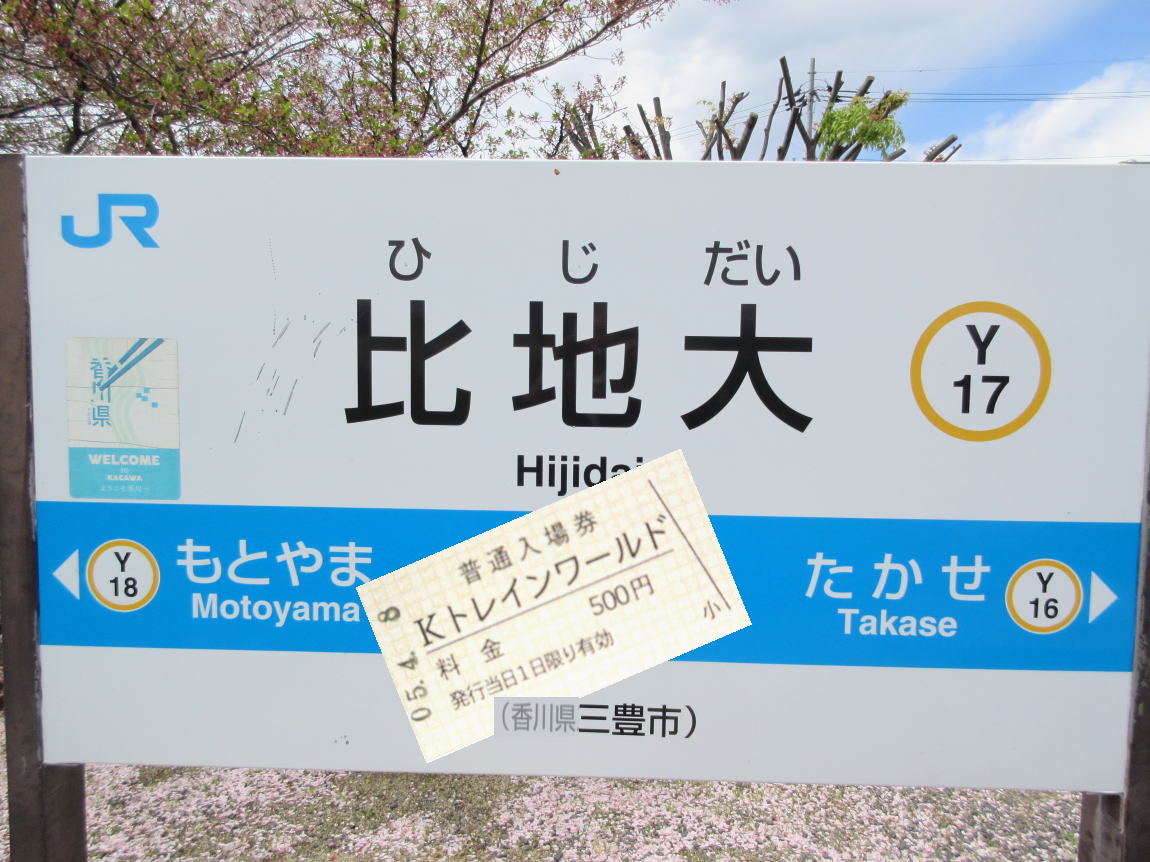 JR
ひ じ だい
比地大
Y
17
香川県
WELCOME
TO
KAGAWA
Hijidai
Y
18
もとやま
Motoyama
たかせ
Takase
Y
16
普通入場券
Kトレインワールド
料金 500円
発行当日1日限り有効
小
05.4.8
(香川県三豊市)